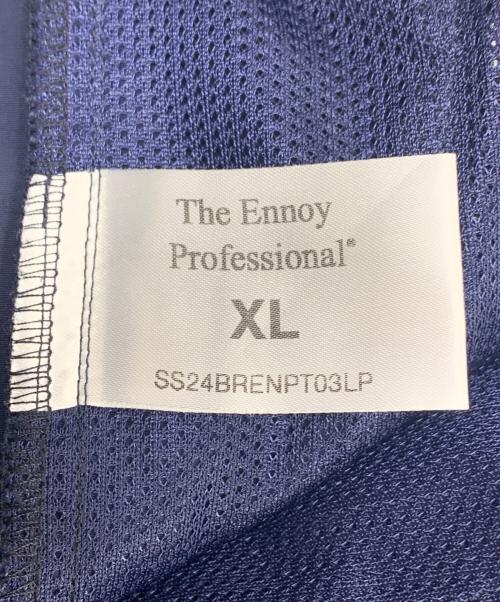 The Ennoy
Professional®
XL
SS24BRENPT03LP